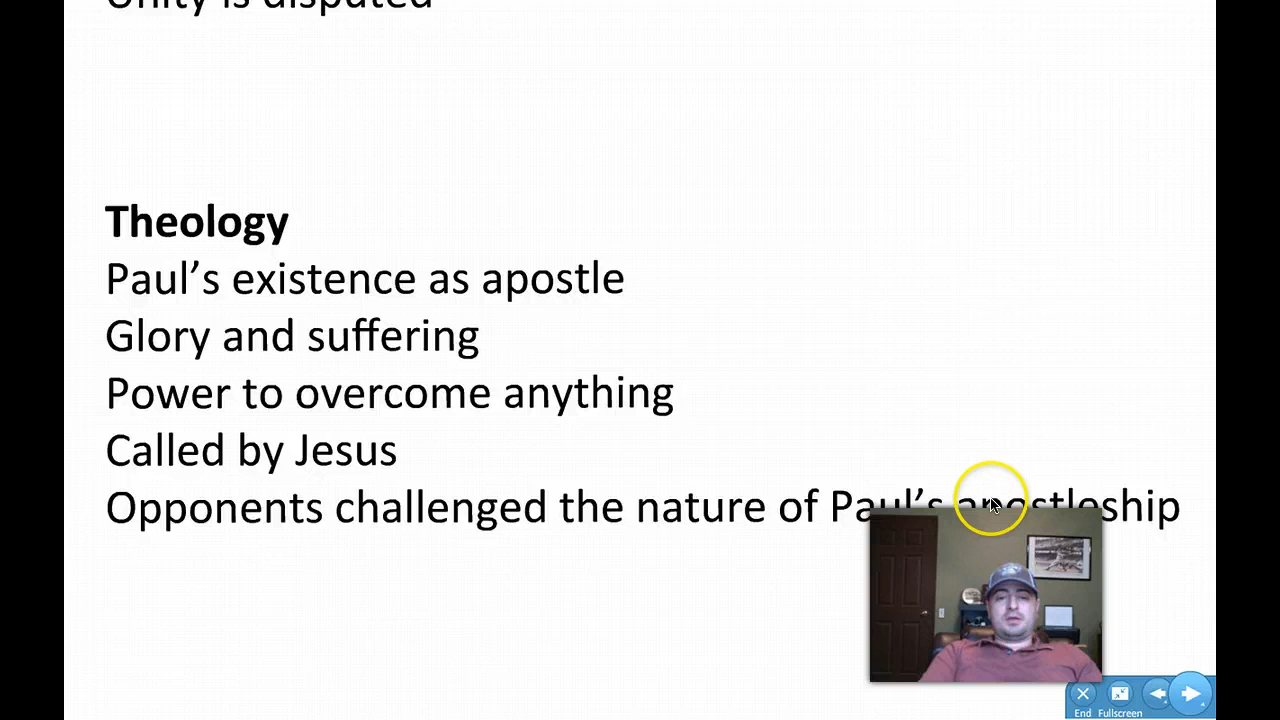 Unity is disputed
Theology
Paul’s existence as apostle
Glory and suffering
Power to overcome anything
Called by Jesus
Opponents challenged the nature of Paul’s apostleship
End Fullscreen